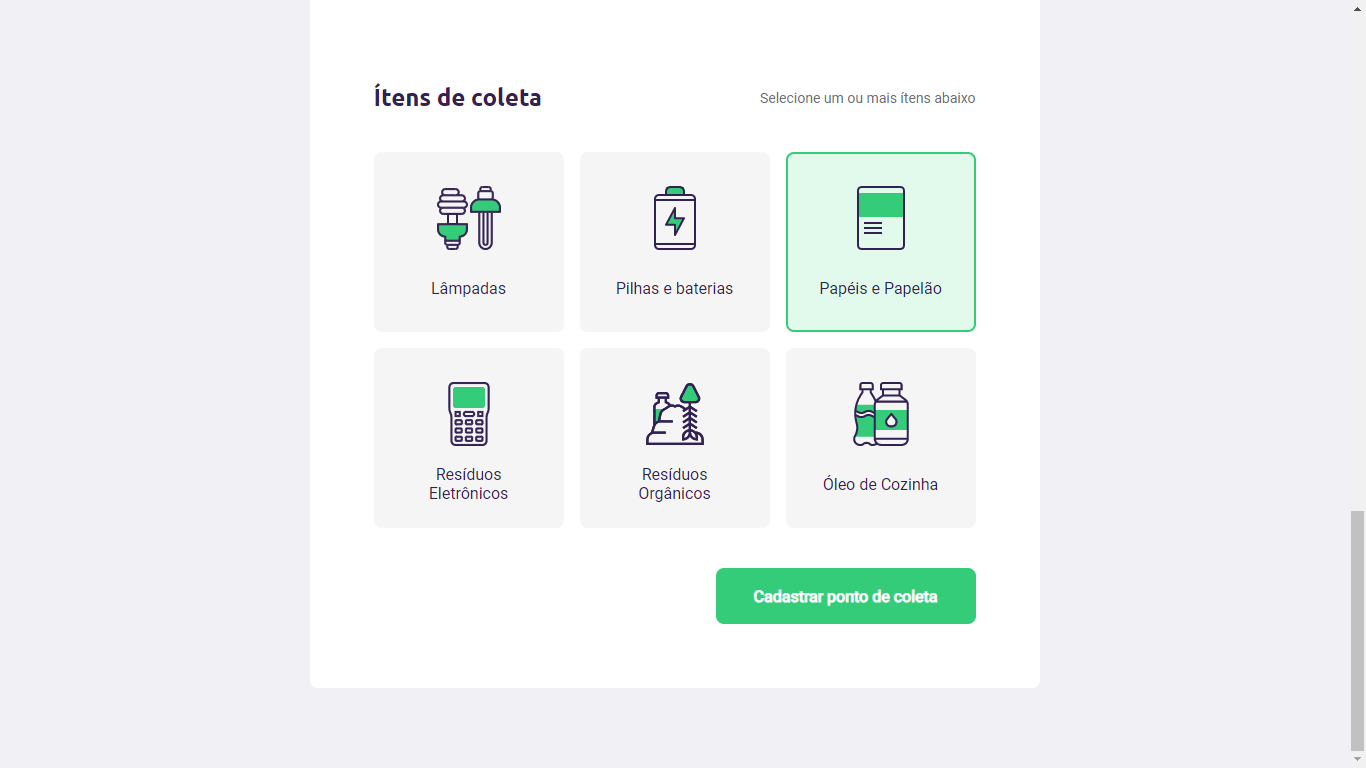 Ítens de coleta
Selecione um ou mais ítens abaixo
Lâmpadas
Pilhas e baterias
Papéis e Papelão
Resíduos
Eletrônicos
Resíduos
Orgânicos
Óleo de Cozinha
Cadastrar ponto de coleta